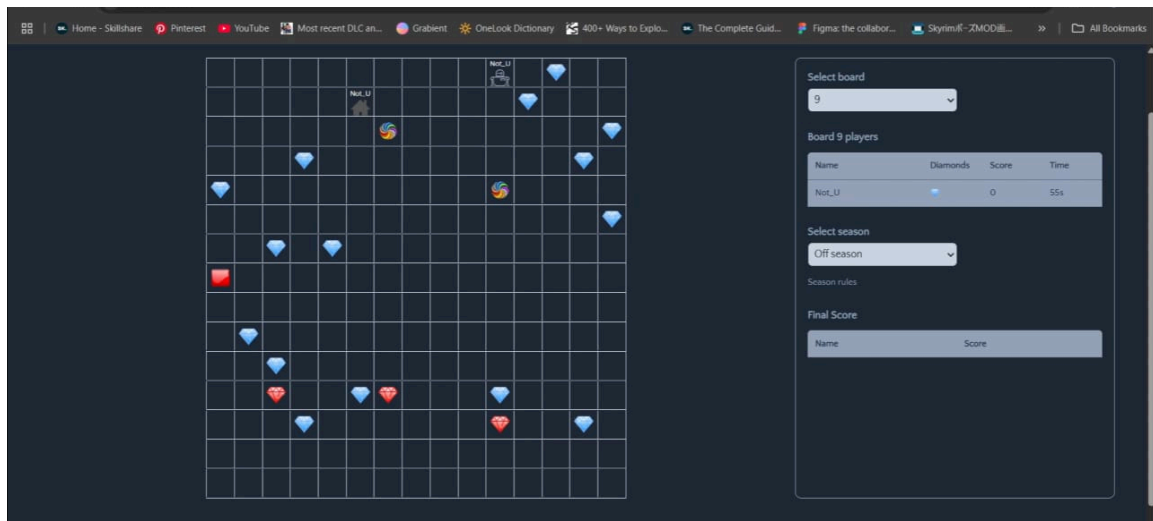 Home - Skillshare
Pinterest
YouTube
Most recent DLC an...
Grabient
OneLook Dictionary
400+ Ways to Explo...
The Complete Guid...
Figma: the collabor...
»
All Bookmarks
Not_U
Not_U
Select board
9
Board 9 players
Name Diamonds Score Time
Not_U 0 55s
Select season
Off season
Season rules
Final Score
Name Score